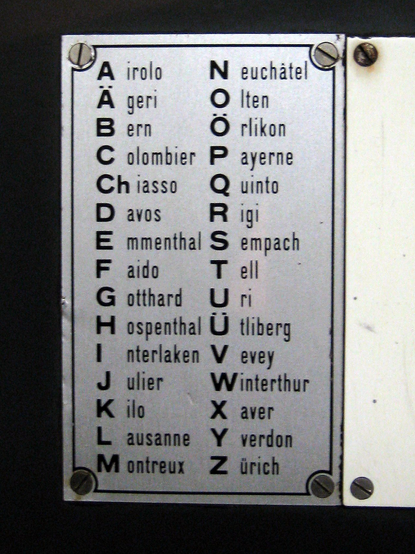 Airolo
Ägeri
Bern
Colombier
Chiasso
Davos
Emmenthal
Faido
Gotthard
Hospenthal
Interlaken
Julier
Kilo
Lausanne
Montreux
Neuchâtel
Olten
Örlikon
Payerne
Quinto
Rigi
Sempach
Tell
Uri
Ütliberg
Vevey
Winterthur
Xaver
Yverdon
Zürich